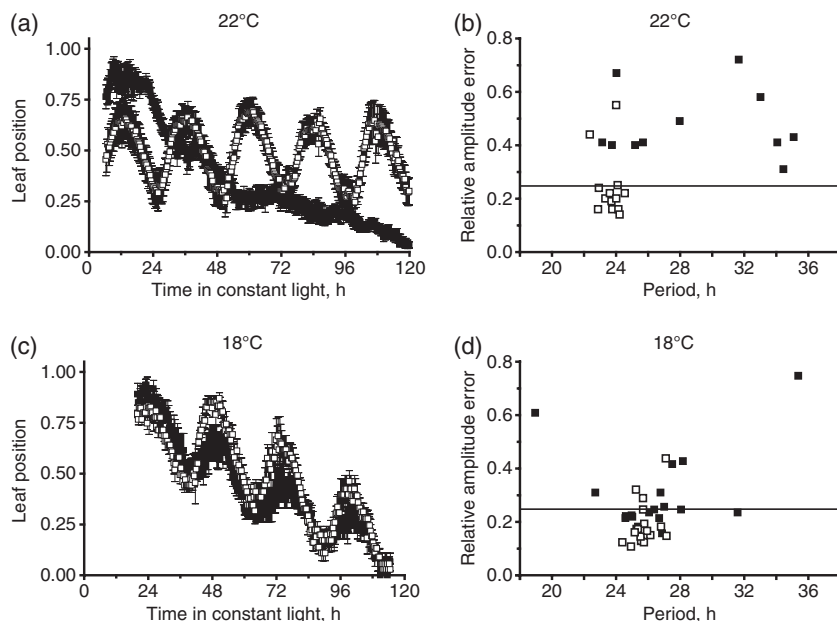 (a)
22°C
1.00
0.75
0.50
0.25
0.00
Leaf position
0
24
48
72
96
120
Time in constant light, h
(b)
22°C
0.8
0.6
0.4
0.2
0.0
Relative amplitude error
20
24
28
32
36
Period, h
(c)
18°C
1.00
0.75
0.50
0.25
0.00
Leaf position
0
24
48
72
96
120
Time in constant light, h
(d)
18°C
0.8
0.6
0.4
0.2
0.0
Relative amplitude error
20
24
28
32
36
Period, h